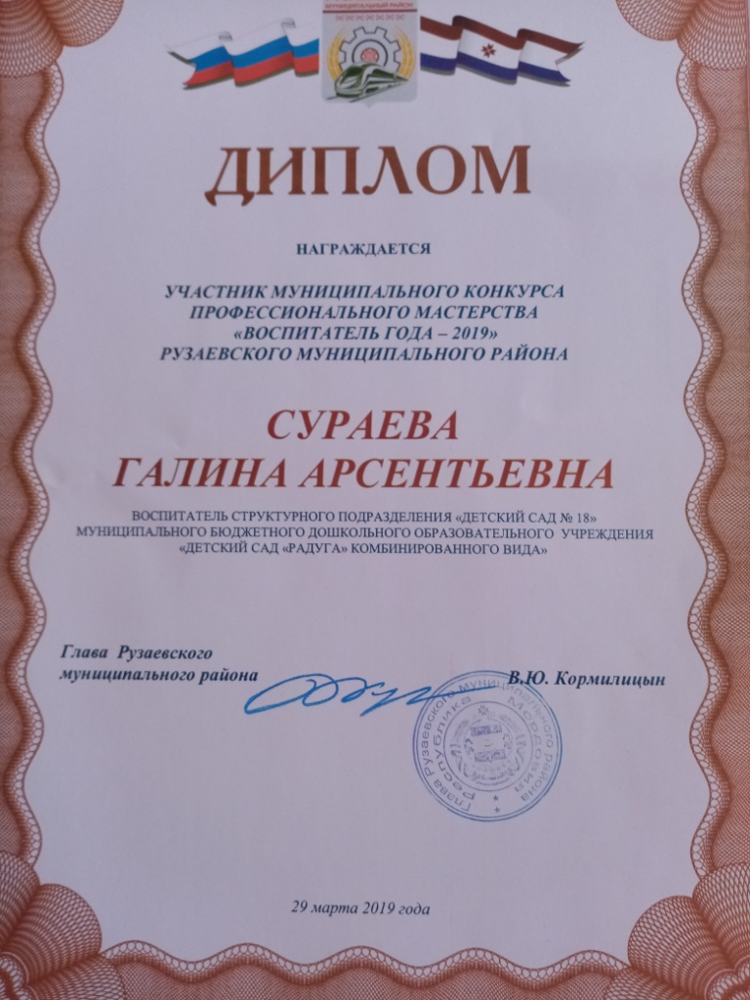 МУНИЦИПАЛЬНЫЙ РАЙОН
ДИПЛОМ
НАГРАЖДАЕТСЯ
УЧАСТНИК МУНИЦИПАЛЬНОГО КОНКУРСА
ПРОФЕССИОНАЛЬНОГО МАСТЕРСТВА
«ВОСПИТАТЕЛЬ ГОДА – 2019»
РУЗАЕВСКОГО МУНИЦИПАЛЬНОГО РАЙОНА
СУРАЕВА
ГАЛИНА АРСЕНТЬЕВНА
ВОСПИТАТЕЛЬ СТРУКТУРНОГО ПОДРАЗДЕЛЕНИЯ «ДЕТСКИЙ САД № 18»
МУНИЦИПАЛЬНОГО БЮДЖЕТНОГО ДОШКОЛЬНОГО ОБРАЗОВАТЕЛЬНОГО УЧРЕЖДЕНИЯ
«ДЕТСКИЙ САД «РАДУГА» КОМБИНИРОВАННОГО ВИДА»
Глава Рузаевского
муниципального района
В.Ю. Кормилицын
Глава Рузаевского муниципального района
Республика Мордовия
29 марта 2019 года